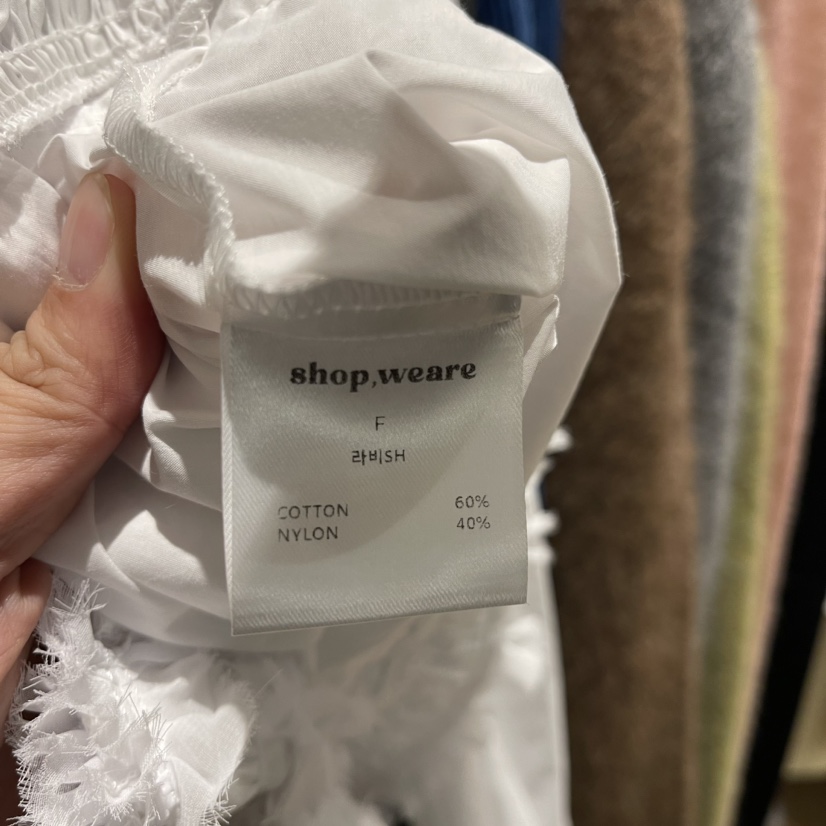 shop,weare
F
라비SH
COTTON 60%
NYLON 40%